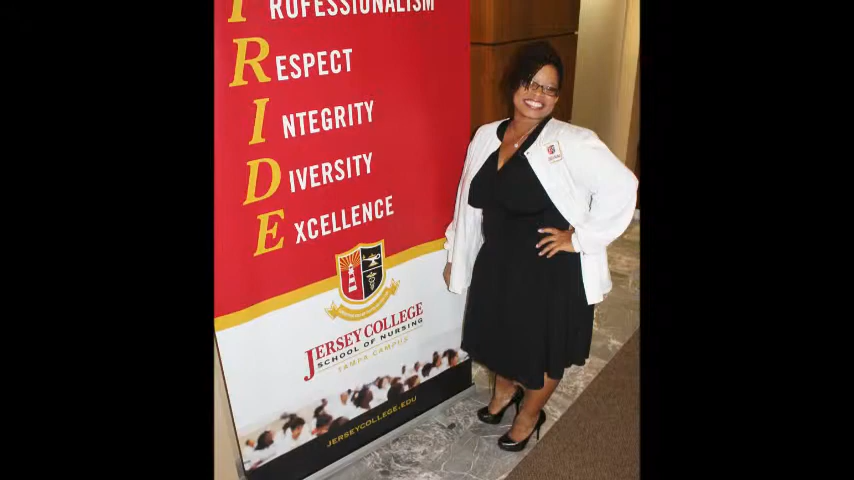 PROFESSIONALISM
RESPECT
INTEGRITY
DIVERSITY
EXCELLENCE
JERSEY COLLEGE
SCHOOL OF NURSING
TAMPA CAMPUS
JERSEYCOLLEGE.EDU